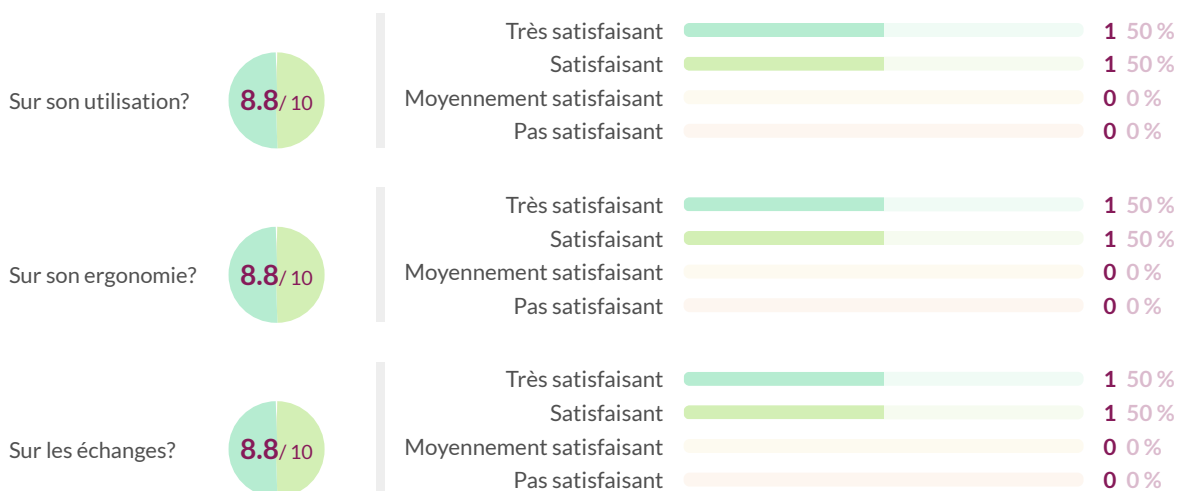 Très satisfaisant 1 50 %
Satisfaisant 1 50 %
Sur son utilisation? 8.8/ 10
Moyennement satisfaisant 0 0 %
Pas satisfaisant 0 0 %
Très satisfaisant 1 50 %
Satisfaisant 1 50 %
Sur son ergonomie? 8.8/ 10
Moyennement satisfaisant 0 0 %
Pas satisfaisant 0 0 %
Très satisfaisant 1 50 %
Satisfaisant 1 50 %
Sur les échanges? 8.8/ 10
Moyennement satisfaisant 0 0 %
Pas satisfaisant 0 0 %